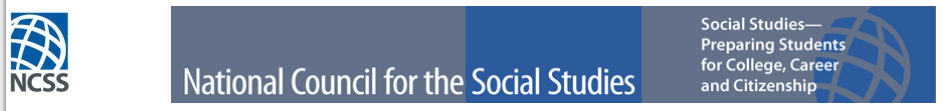 NCSS
National Council for the Social Studies
Social Studies—
Preparing Students
for College, Career
and Citizenship